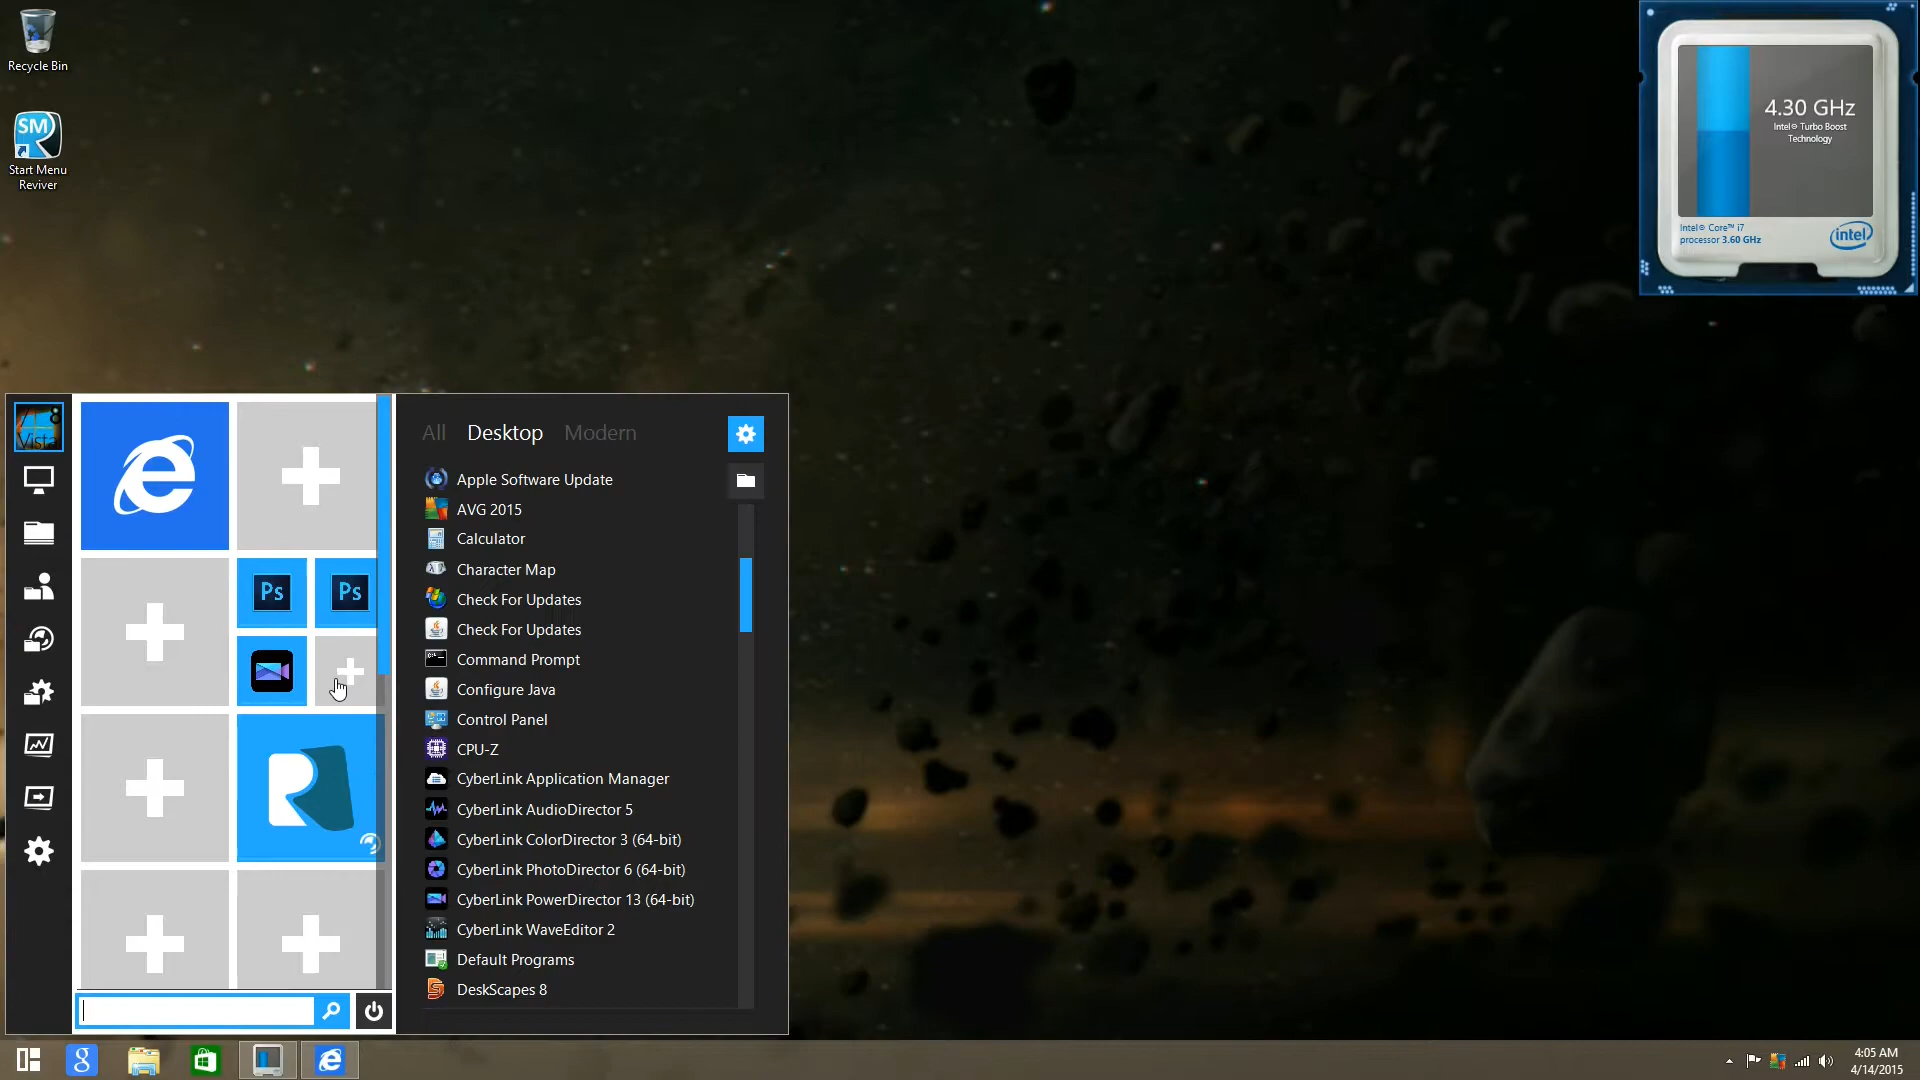 Recycle Bin
SM
Start Menu
Reviver
4.30 GHz
Intel® Turbo Boost
Technology
Intel® Core™ i7
processor 3.60 GHz
intel
Vista
All Desktop Modern
Apple Software Update
AVG 2015
Calculator
Character Map
Check For Updates
Check For Updates
Command Prompt
Configure Java
Control Panel
CPU-Z
CyberLink Application Manager
CyberLink AudioDirector 5
CyberLink ColorDirector 3 (64-bit)
CyberLink PhotoDirector 6 (64-bit)
CyberLink PowerDirector 13 (64-bit)
CyberLink WaveEditor 2
Default Programs
DeskScapes 8
Ps Ps
4:05 AM
4/14/2015